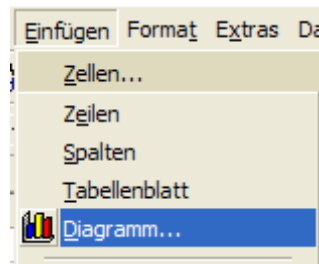 Einfügen Format Extras Da
Zellen...
Zeilen
Spalten
Tabellenblatt
Diagramm...